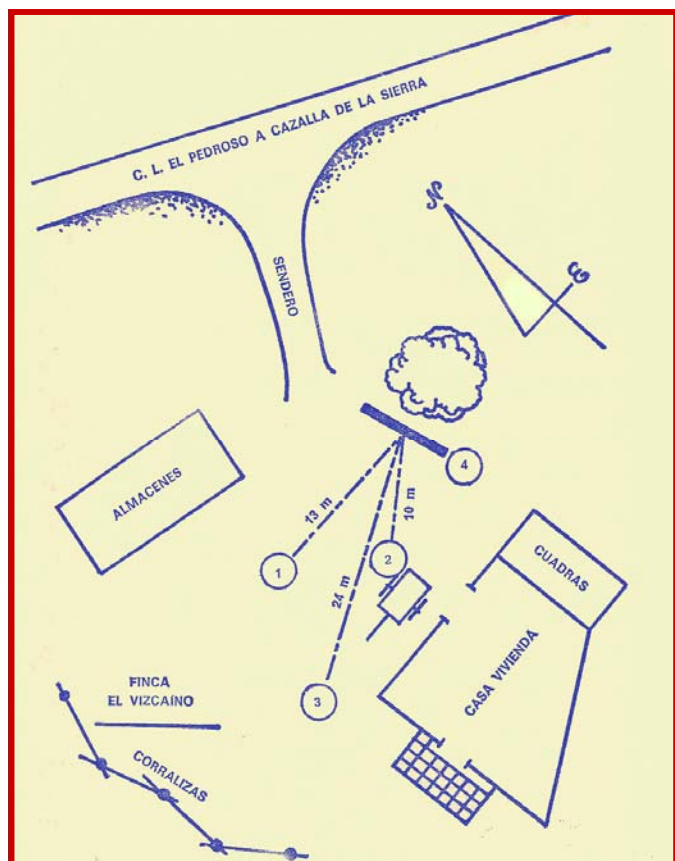 C. L. EL PEDROSO A CAZALLA DE LA SIERRA
SENDERO
N
ALMACENES
13 m
24 m
10 m
1
2
3
4
CUADRAS
CASA VIVIENDA
FINCA
EL VIZCAÍNO
CORRALIZAS